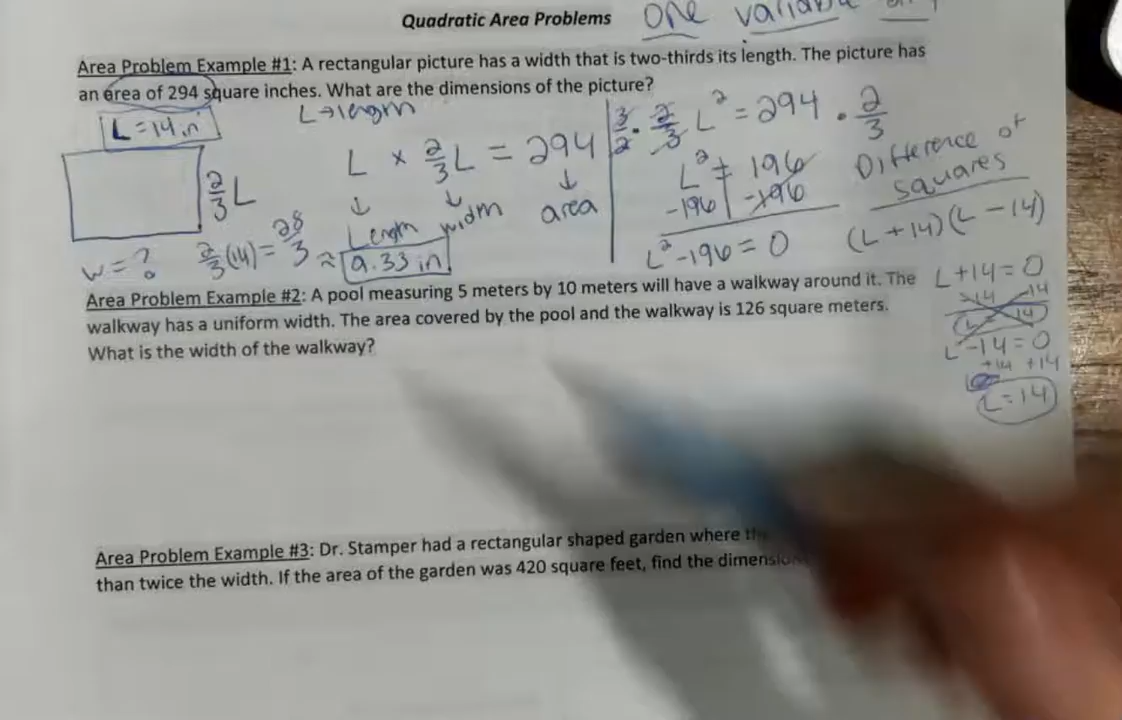 Quadratic Area Problems
one variable
Area Problem Example #1: A rectangular picture has a width that is two-thirds its length. The picture has
an area of 294 square inches. What are the dimensions of the picture?
L = 14 in
L → length
L × 2/3 L = 294
↓ ↓ ↓
Length width area
2/3 L
w = ?
2/3 (14) = 28/3 ≈ 9.33 in
3/2 · 2/3 L² = 294 · 2/3
L² = 196
-196 -196
L² - 196 = 0
Difference of
squares
(L + 14)(L - 14)
L + 14 = 0
-14 -14
L - 14 = 0
+14 +14
L = 14
Area Problem Example #2: A pool measuring 5 meters by 10 meters will have a walkway around it. The
walkway has a uniform width. The area covered by the pool and the walkway is 126 square meters.
What is the width of the walkway?
Area Problem Example #3: Dr. Stamper had a rectangular shaped garden where
than twice the width. If the area of the garden was 420 square feet, find the